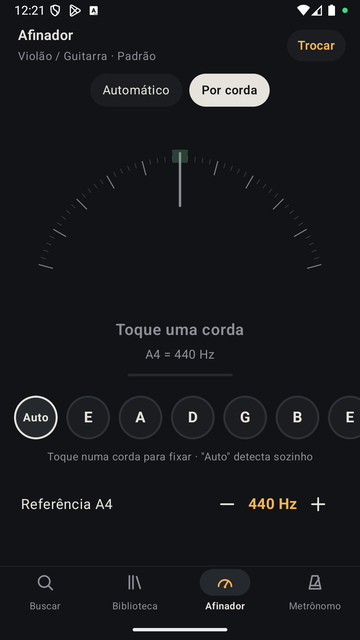 12:21
Afinador
Violão / Guitarra · Padrão
Trocar
Automático
Por corda
Toque uma corda
A4 = 440 Hz
Auto E A D G B E
Toque numa corda para fixar · "Auto" detecta sozinho
Referência A4
− 440 Hz +
Buscar
Biblioteca
Afinador
Metrônomo